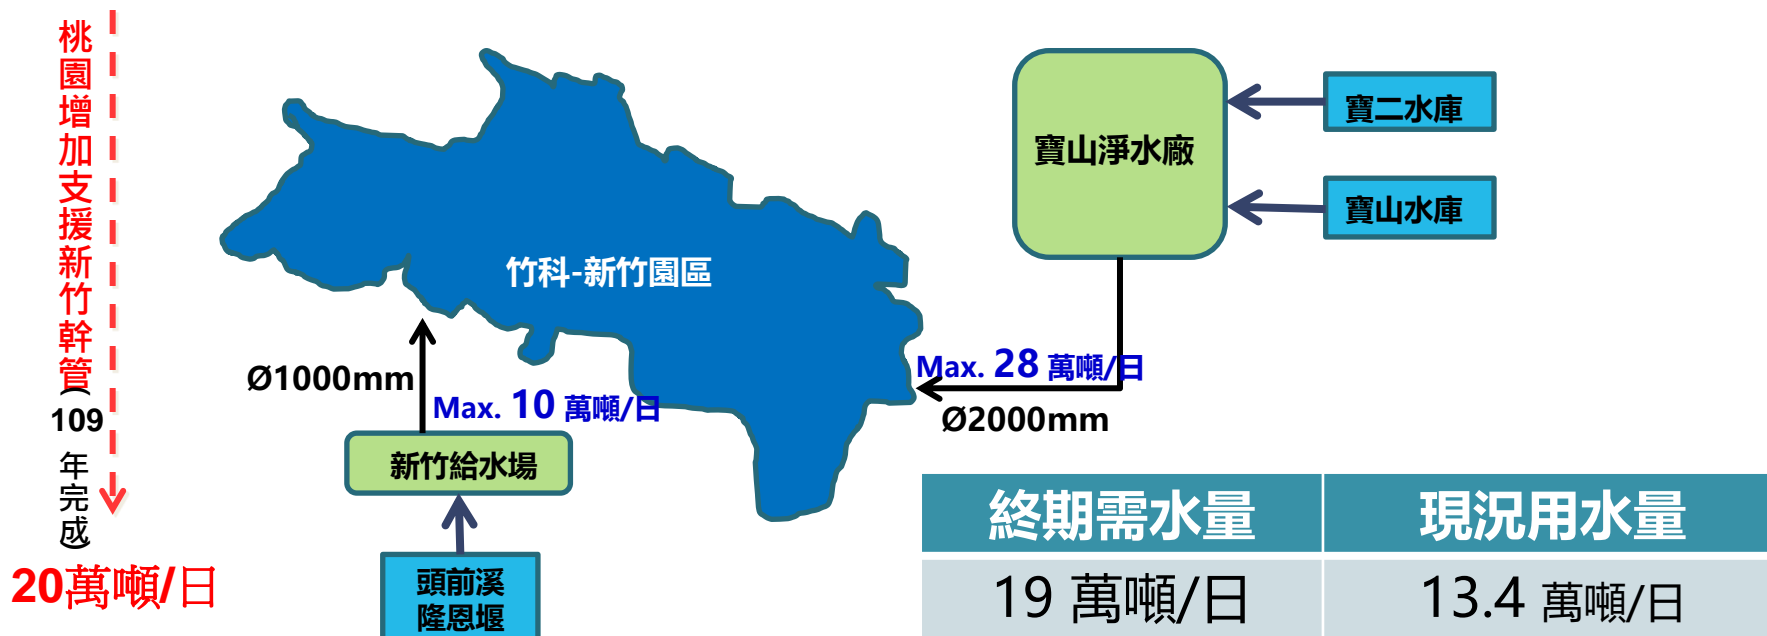 桃園增加支援新竹幹管(109年完成)
20萬噸/日
竹科-新竹園區
寶山淨水廠
寶二水庫
寶山水庫
Ø1000mm
Max. 10 萬噸/日
Max. 28 萬噸/日
Ø2000mm
新竹給水場
頭前溪
隆恩堰
終期需水量 現況用水量
19 萬噸/日 13.4 萬噸/日